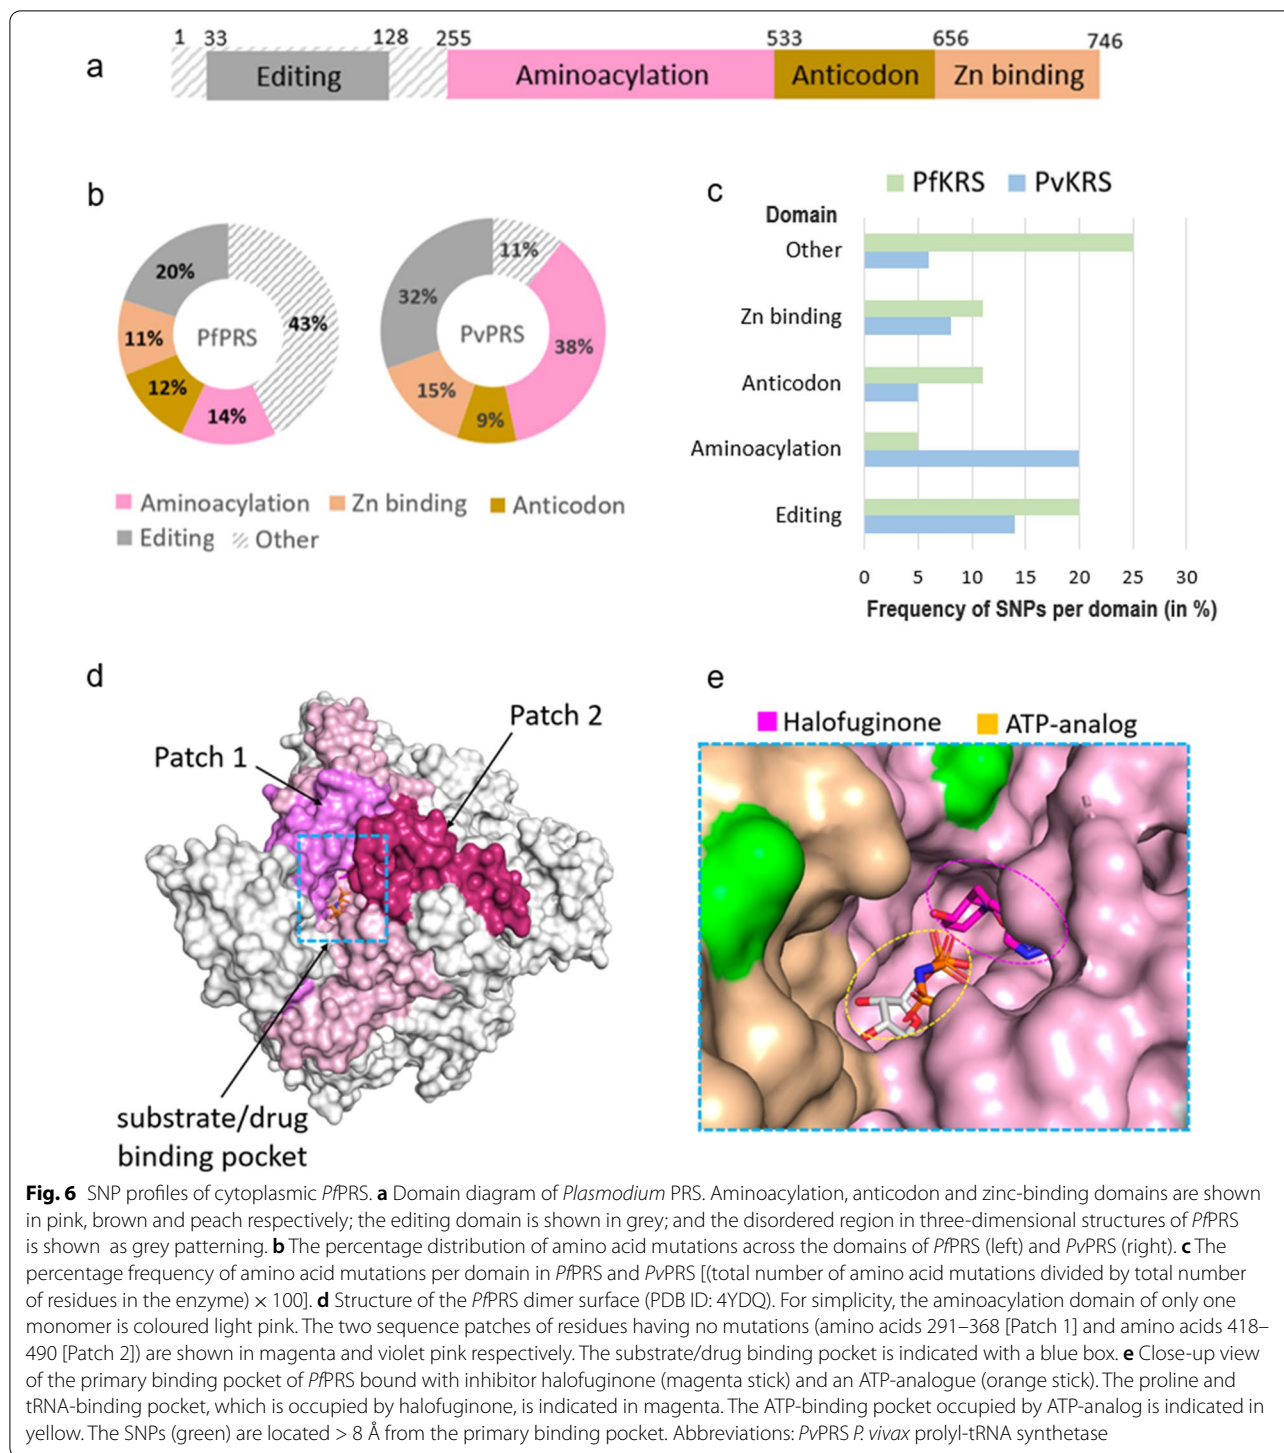 a
1 33 128 255 533 656 746
Editing Aminoacylation Anticodon Zn binding
b
20% 43% 11% 12% 14%
PfPRS
11% 32% 38% 15% 9%
PvPRS
Aminoacylation Zn binding Anticodon
Editing Other
c
PfKRS PvKRS
Domain
Other
Zn binding
Anticodon
Aminoacylation
Editing
0 5 10 15 20 25 30
Frequency of SNPs per domain (in %)
d
Patch 1
Patch 2
substrate/drug
binding pocket
e
Halofuginone ATP-analog
Fig. 6 SNP profiles of cytoplasmic PfPRS. a Domain diagram of Plasmodium PRS. Aminoacylation, anticodon and zinc-binding domains are shown
in pink, brown and peach respectively; the editing domain is shown in grey; and the disordered region in three-dimensional structures of PfPRS
is shown as grey patterning. b The percentage distribution of amino acid mutations across the domains of PfPRS (left) and PvPRS (right). c The
percentage frequency of amino acid mutations per domain in PfPRS and PvPRS [(total number of amino acid mutations divided by total number
of residues in the enzyme) × 100]. d Structure of the PfPRS dimer surface (PDB ID: 4YDQ). For simplicity, the aminoacylation domain of only one
monomer is coloured light pink. The two sequence patches of residues having no mutations (amino acids 291–368 [Patch 1] and amino acids 418–
490 [Patch 2]) are shown in magenta and violet pink respectively. The substrate/drug binding pocket is indicated with a blue box. e Close-up view
of the primary binding pocket of PfPRS bound with inhibitor halofuginone (magenta stick) and an ATP-analogue (orange stick). The proline and
tRNA-binding pocket, which is occupied by halofuginone, is indicated in magenta. The ATP-binding pocket occupied by ATP-analog is indicated in
yellow. The SNPs (green) are located > 8 Å from the primary binding pocket. Abbreviations: PvPRS P. vivax prolyl-tRNA synthetase